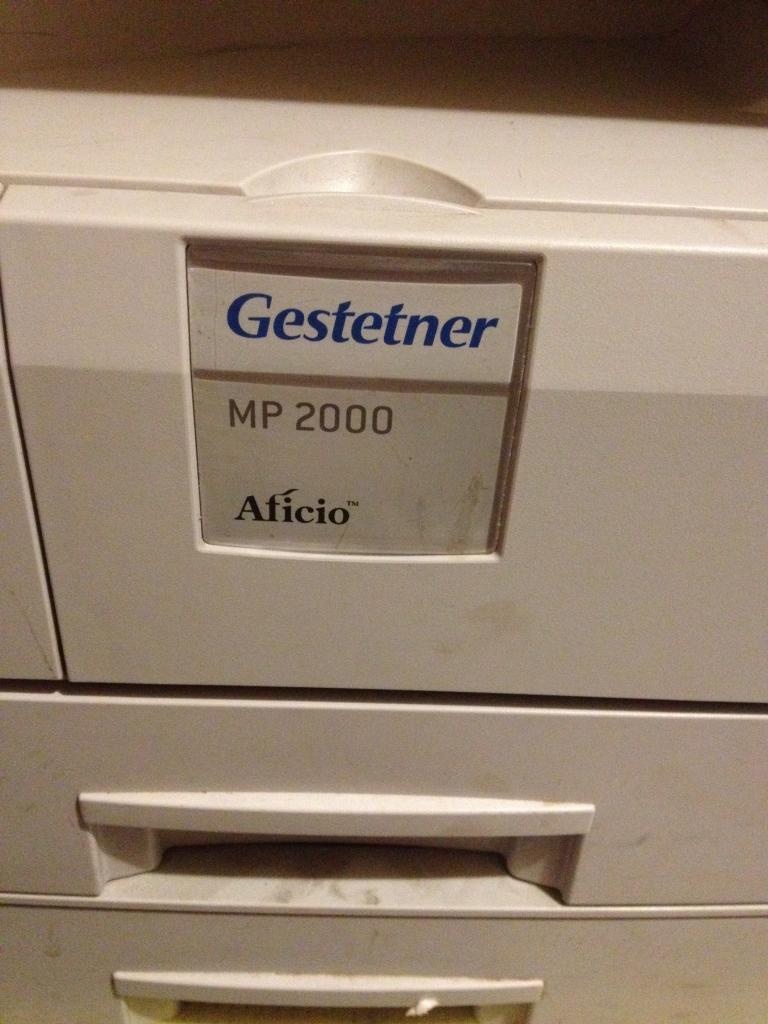 Gestetner
MP 2000
Aficio™